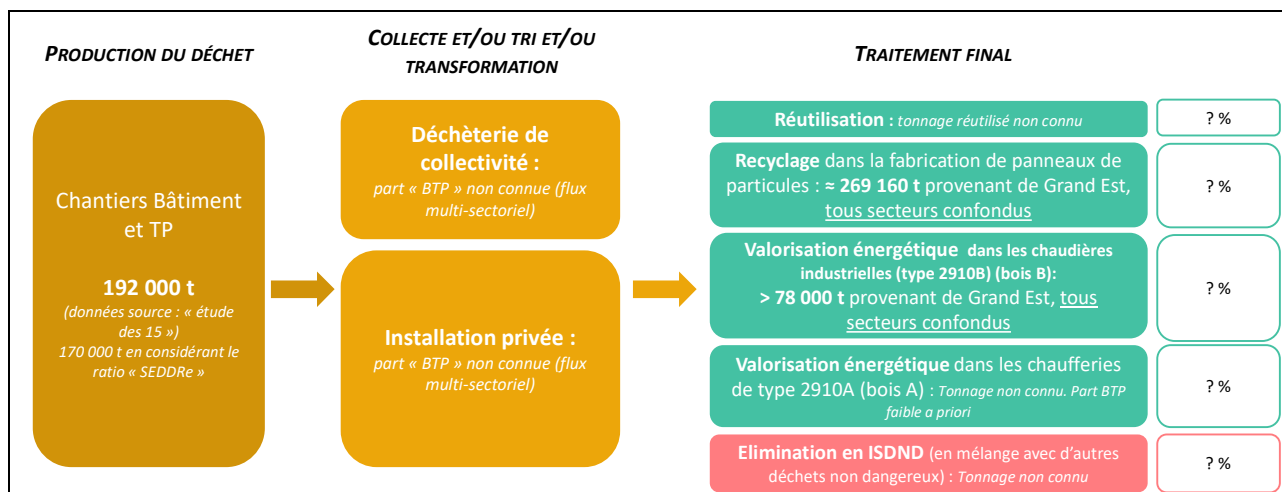 PRODUCTION DU DÉCHET
COLLECTE ET/OU TRI ET/OU
TRANSFORMATION
TRAITEMENT FINAL
Chantiers Bâtiment
et TP
192 000 t
(données source : « étude
des 15 »)
170 000 t en considérant le
ratio « SEDDRe »
Déchèterie de
collectivité :
part « BTP » non connue (flux
multi-sectoriel)
Installation privée :
part « BTP » non connue (flux
multi-sectoriel)
Réutilisation : tonnage réutilisé non connu
? %
Recyclage dans la fabrication de panneaux de
particules : ≈ 269 160 t provenant de Grand Est,
tous secteurs confondus
? %
Valorisation énergétique dans les chaudières
industrielles (type 2910B) (bois B):
> 78 000 t provenant de Grand Est, tous
secteurs confondus
? %
Valorisation énergétique dans les chaufferies
de type 2910A (bois A) : Tonnage non connu. Part BTP
faible a priori
? %
Elimination en ISDND (en mélange avec d'autres
déchets non dangereux) : Tonnage non connu
? %